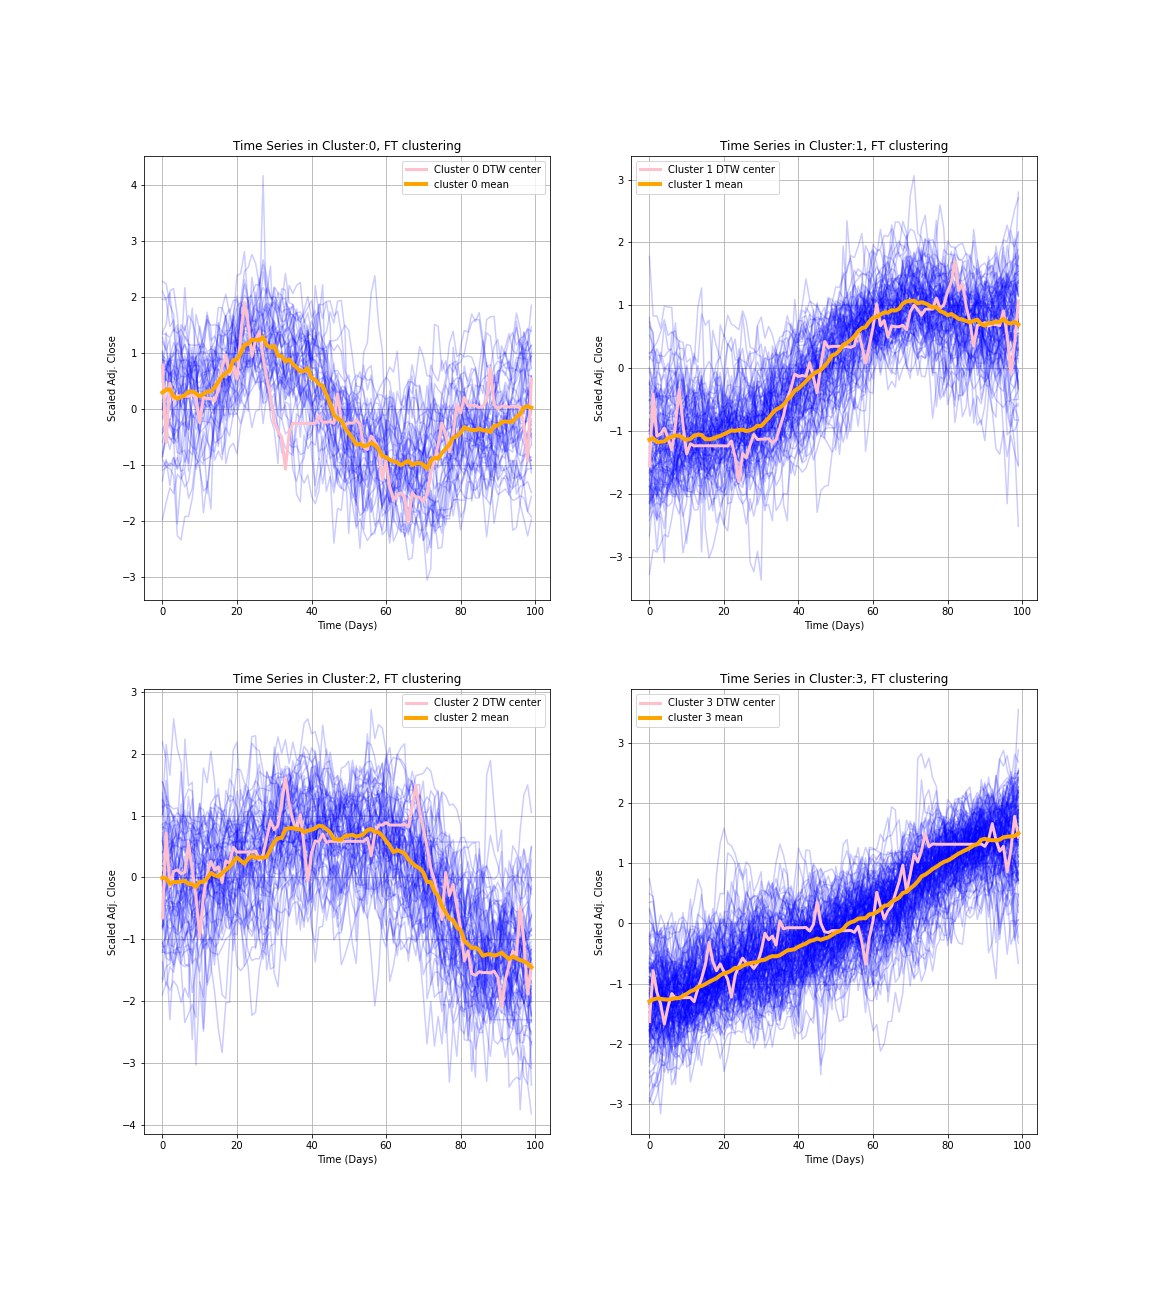 Time Series in Cluster:0, FT clustering
Cluster 0 DTW center
cluster 0 mean
4
3
2
1
0
−1
−2
−3
Scaled Adj. Close
0 20 40 60 80 100
Time (Days)
Time Series in Cluster:1, FT clustering
Cluster 1 DTW center
cluster 1 mean
3
2
1
0
−1
−2
−3
Scaled Adj. Close
0 20 40 60 80 100
Time (Days)
Time Series in Cluster:2, FT clustering
Cluster 2 DTW center
cluster 2 mean
3
2
1
0
−1
−2
−3
−4
Scaled Adj. Close
0 20 40 60 80 100
Time (Days)
Time Series in Cluster:3, FT clustering
Cluster 3 DTW center
cluster 3 mean
3
2
1
0
−1
−2
−3
Scaled Adj. Close
0 20 40 60 80 100
Time (Days)